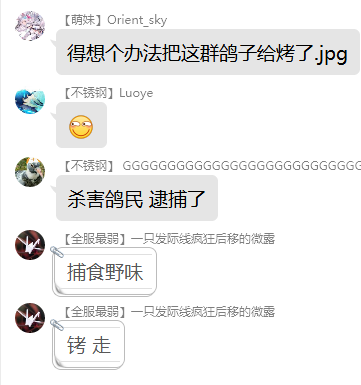 【萌妹】Orient_sky
得想个办法把这群鸽子给烤了.jpg
【不锈钢】Luoye
【不锈钢】 GGGGGGGGGGGGGGGGGGGGGGGGGGG
杀害鸽民 逮捕了
【全服最弱】一只发际线疯狂后移的微露
捕食野味
【全服最弱】一只发际线疯狂后移的微露
铐 走